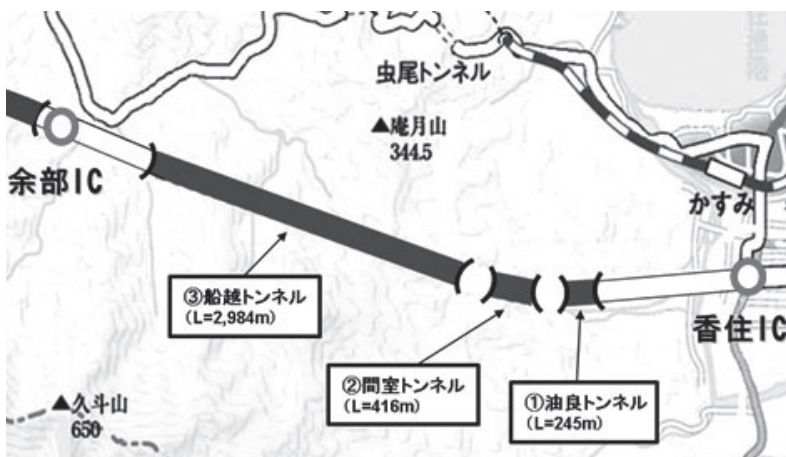 虫尾トンネル
▲庵月山
344.5
余部IC
かすみ
③船越トンネル
(L=2,984m)
香住IC
②間室トンネル
(L=416m)
①油良トンネル
(L=245m)
▲久斗山
650